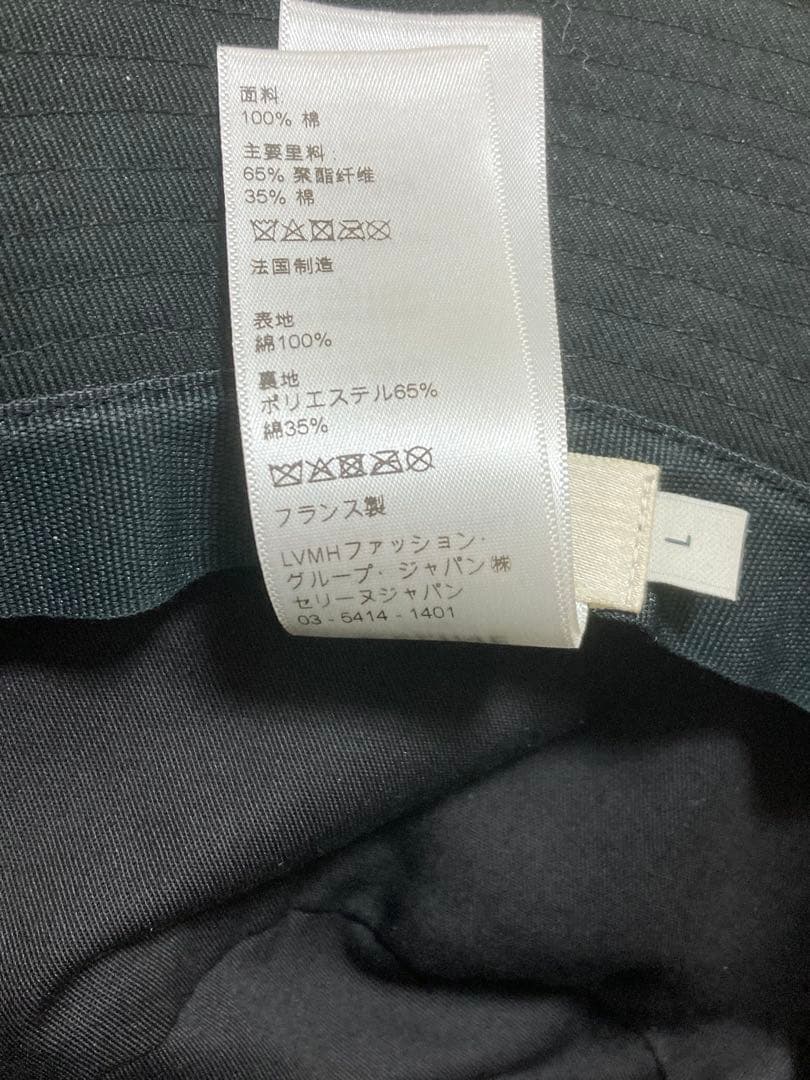 面料
100% 棉
主要里料:
65% 聚酯纤维
35% 棉
法国制造
表地
綿100%
裏地
ポリエステル65%
綿35%
フランス製
LVMHファッション・
グループ・ジャパン㈱
セリーヌジャパン
03 - 5414 - 1401
L